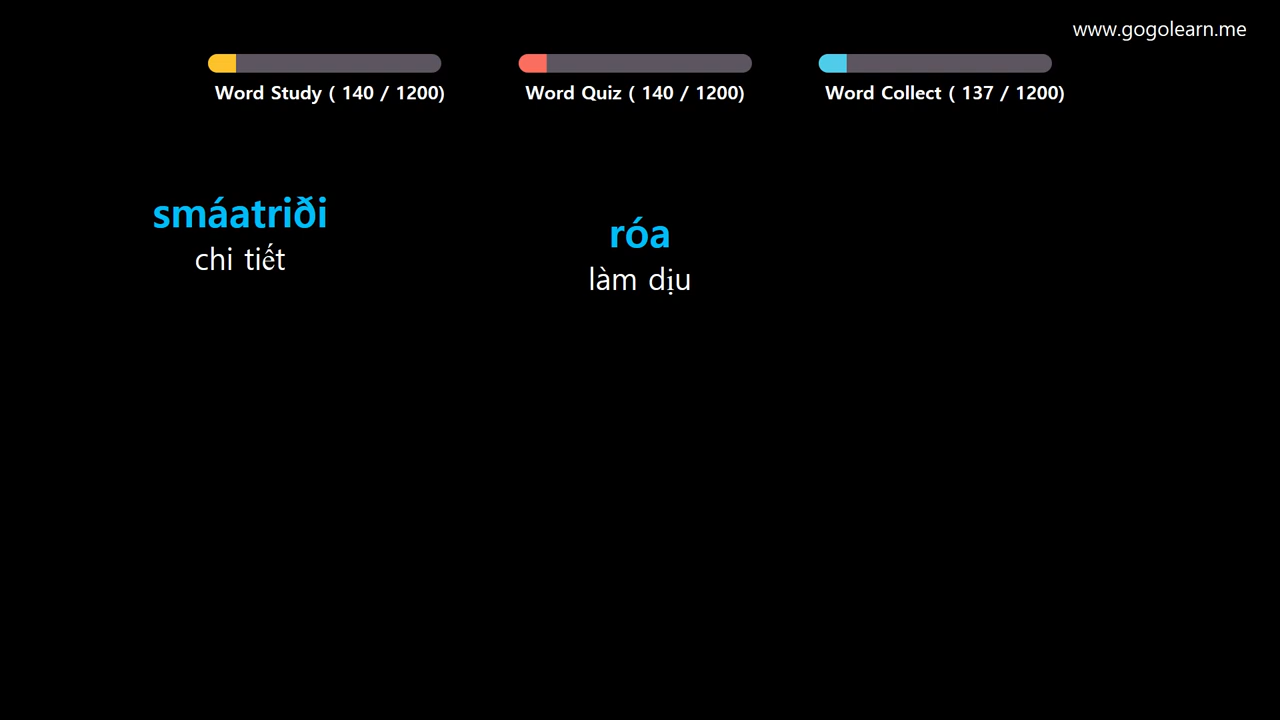 www.gogolearn.me
Word Study ( 140 / 1200)
Word Quiz ( 140 / 1200)
Word Collect ( 137 / 1200)
smáatriði
chi tiết
róa
làm dịu